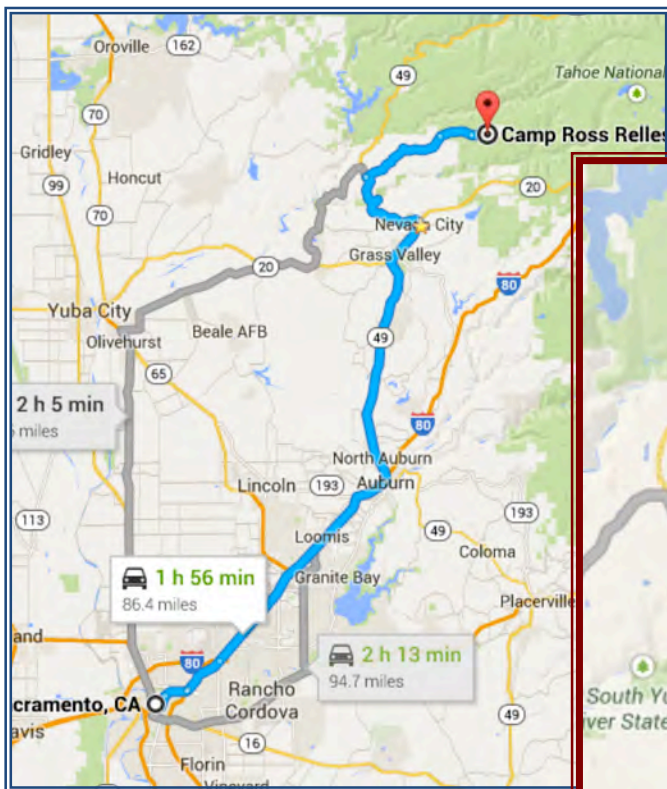 Oroville
162
49
Tahoe National
70
Camp Ross Relles
Gridley
99
Honcut
20
70
Nevada City
Grass Valley
20
80
Yuba City
Beale AFB
Olivehurst
49
65
2 h 5 min
miles
80
North Auburn
Lincoln
193
Auburn
113
49
193
Loomis
Coloma
1 h 56 min
86.4 miles
Granite Bay
Placerville
2 h 13 min
94.7 miles
80
cramento, CA
Rancho
Cordova
avis
16
49
Florin
South Yu
iver State